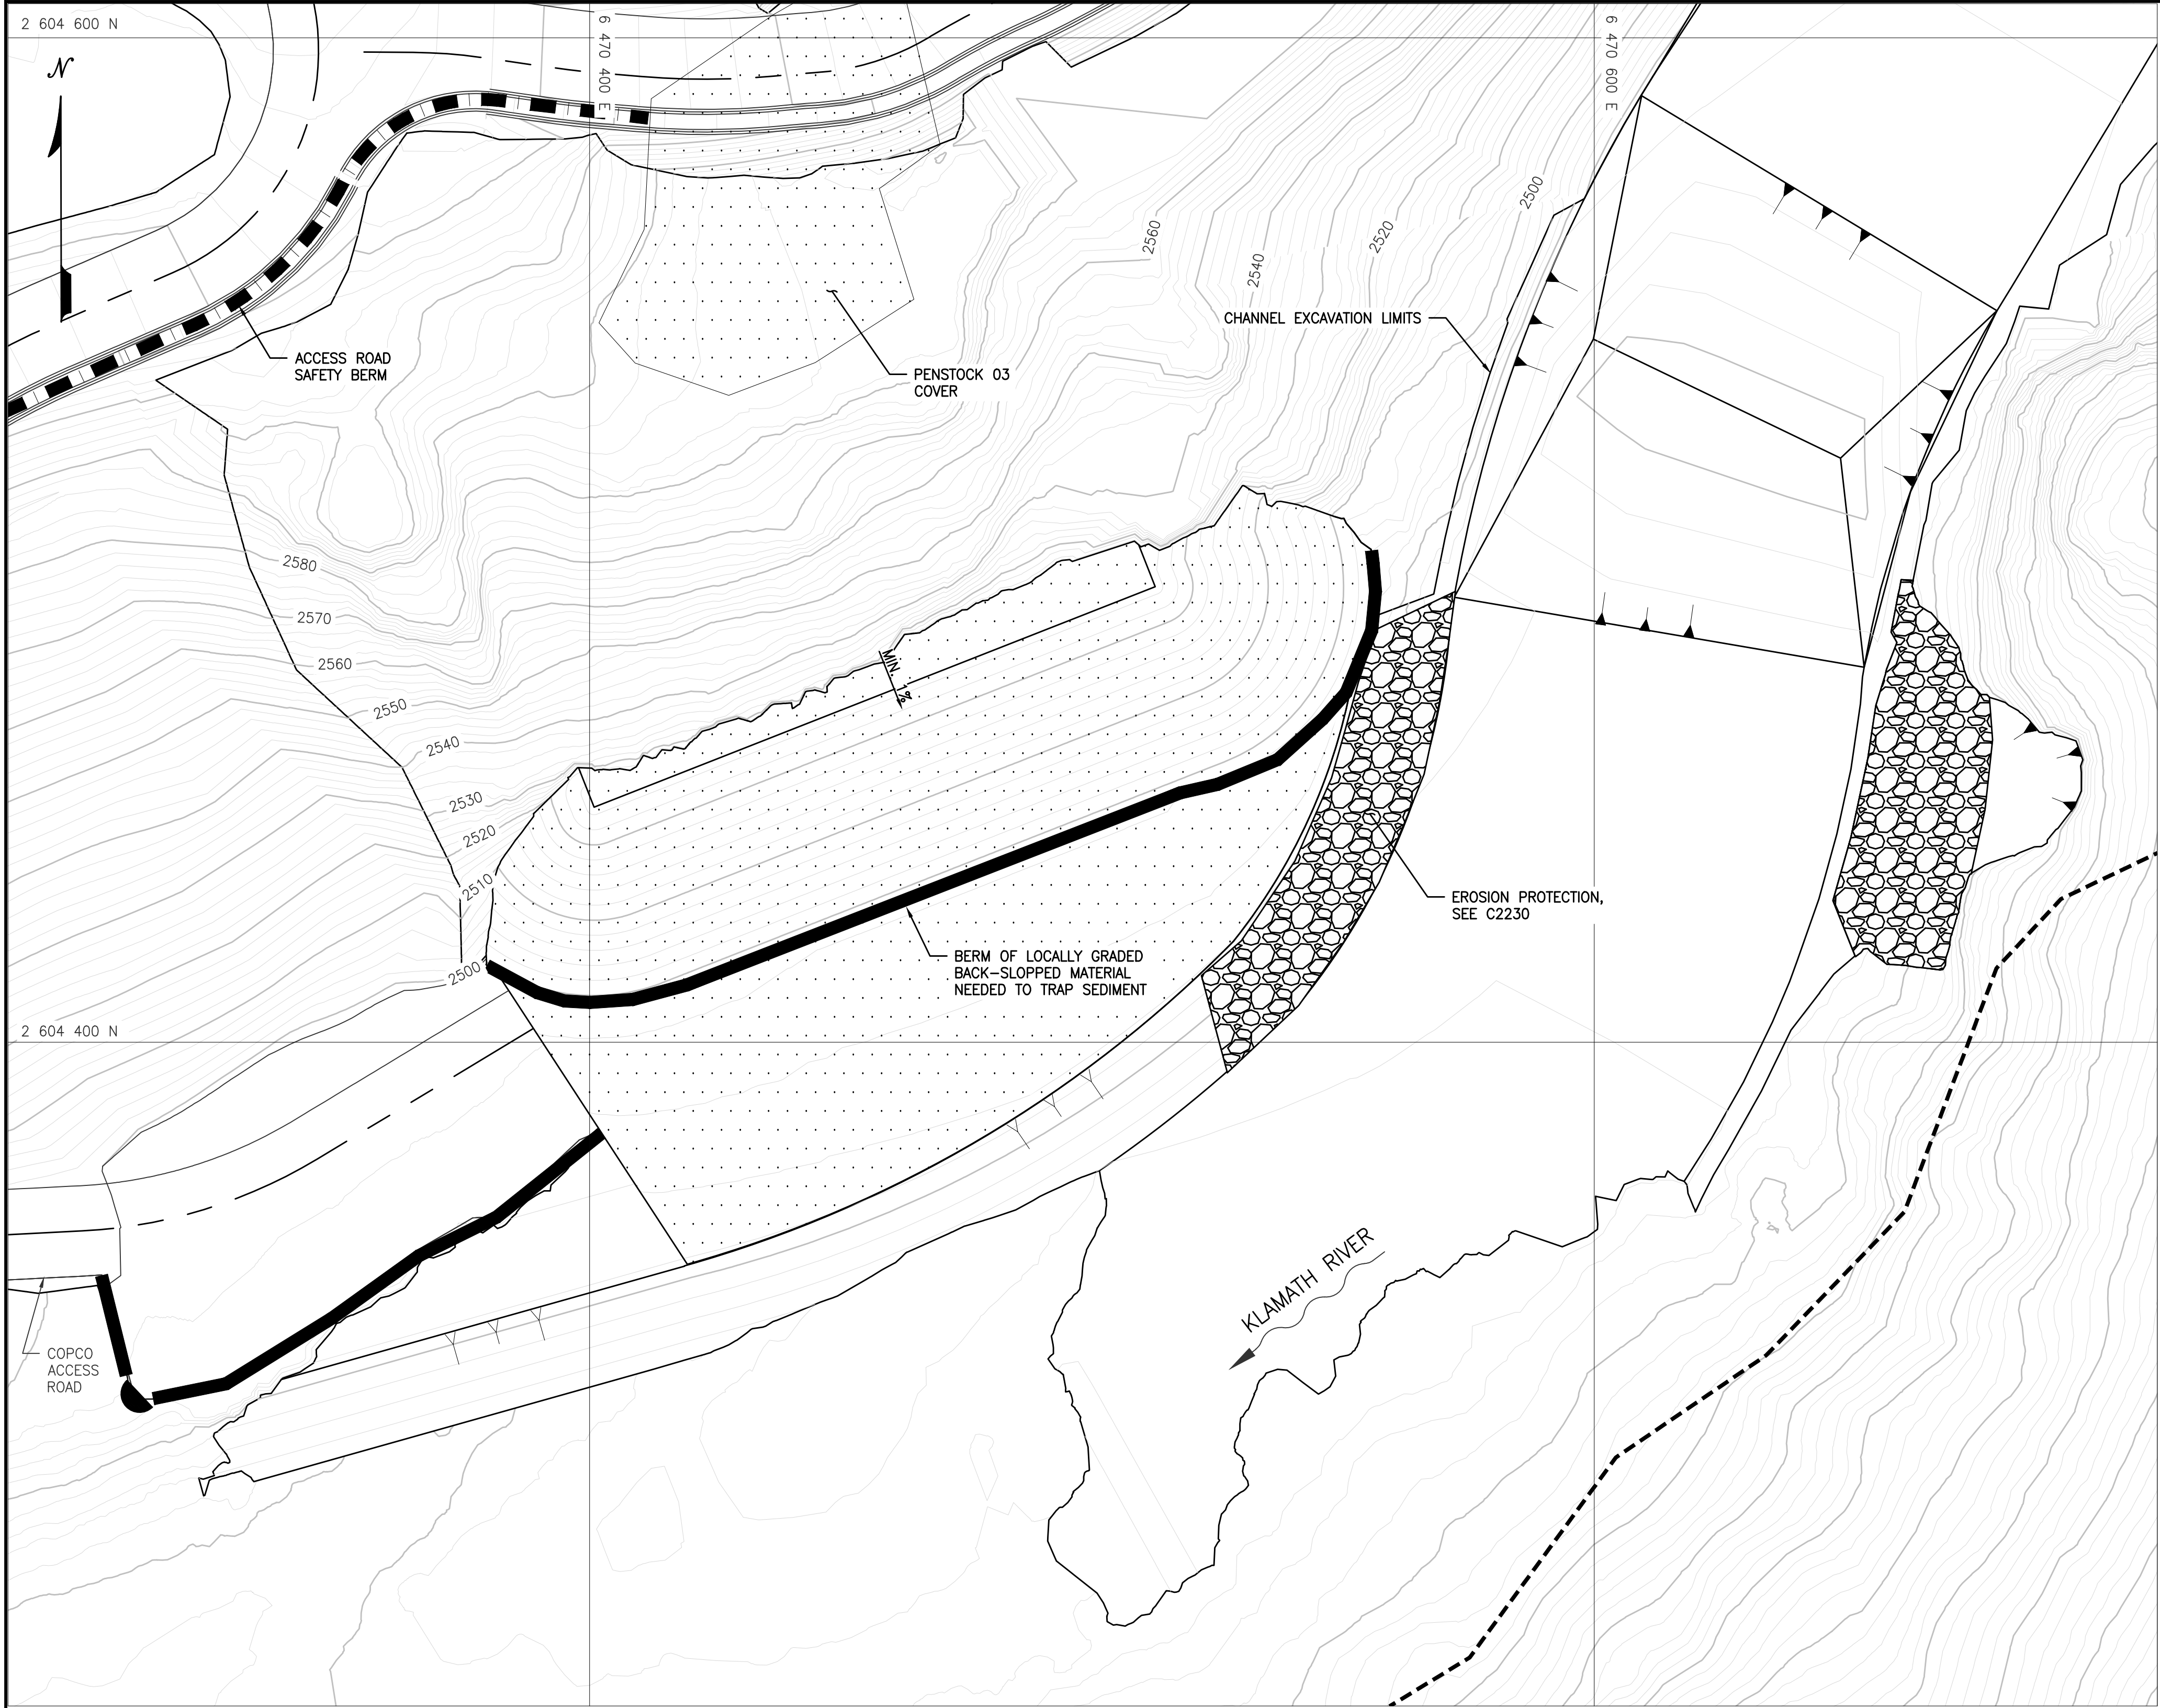 2 604 600 N
N
6 470 400 E
6 470 600 E
2500
2520
2560
2540
CHANNEL EXCAVATION LIMITS
ACCESS ROAD
SAFETY BERM
PENSTOCK 03
COVER
2580
2570
2560
2550
2540
2530
2520
2510
2500
MIN. 1%
EROSION PROTECTION,
SEE C2230
BERM OF LOCALLY GRADED
BACK-SLOPPED MATERIAL
NEEDED TO TRAP SEDIMENT
2 604 400 N
KLAMATH RIVER
COPCO
ACCESS
ROAD